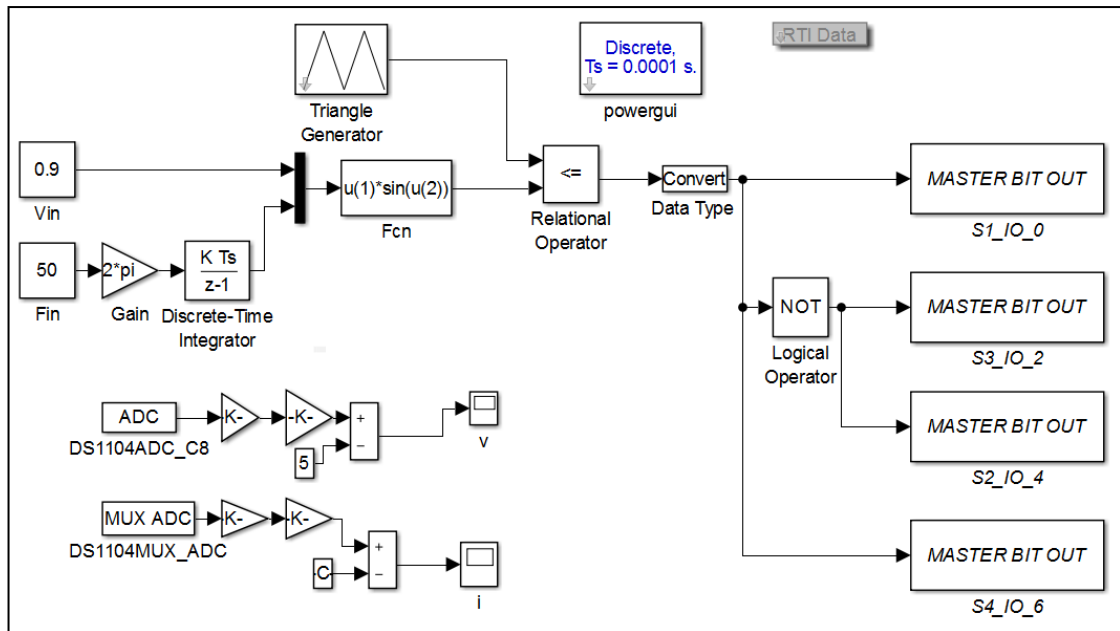 Discrete,
Ts = 0.0001 s.
powergui
RTI Data
Triangle
Generator
0.9
Vin
50
Fin
2*pi
Gain
K Ts
z-1
Discrete-Time
Integrator
u(1)*sin(u(2))
Fcn
<=
Relational
Operator
Convert
Data Type
NOT
Logical
Operator
MASTER BIT OUT
S1_IO_0
MASTER BIT OUT
S3_IO_2
MASTER BIT OUT
S2_IO_4
MASTER BIT OUT
S4_IO_6
ADC
DS1104ADC_C8
-K-
-K-
+
−
5
v
MUX ADC
DS1104MUX_ADC
-K-
-K-
+
−
-C-
i